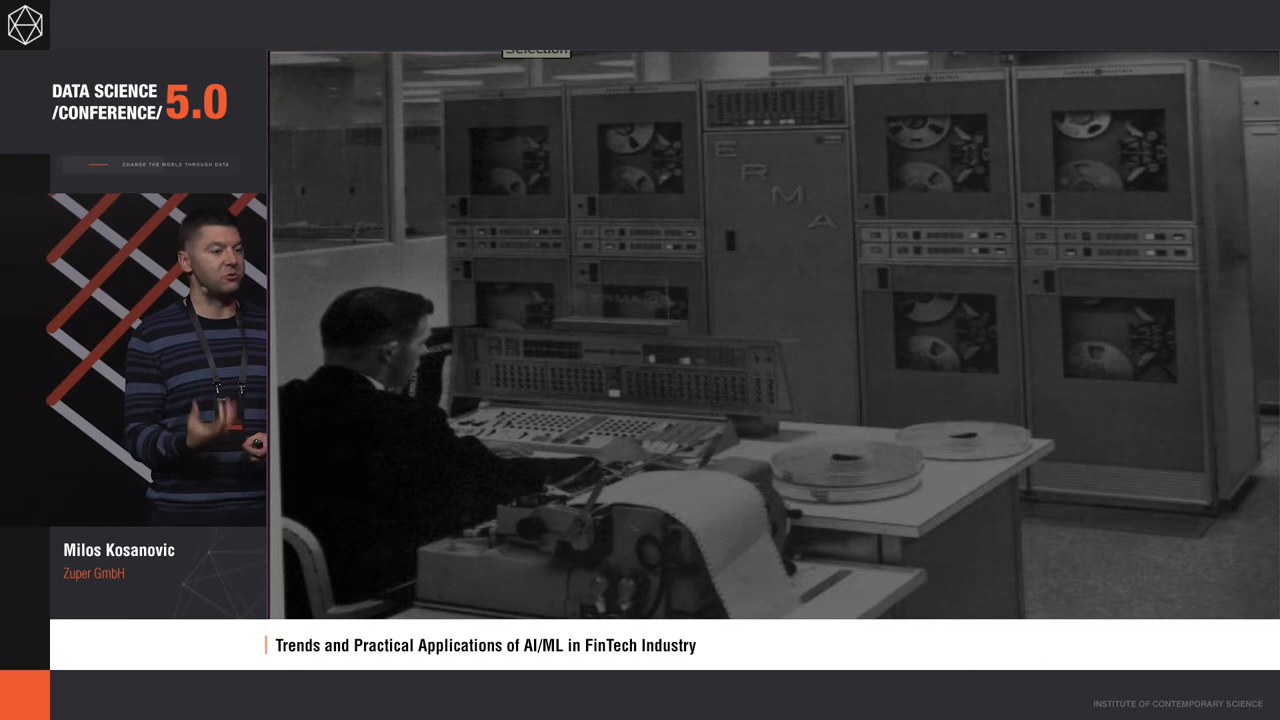 DATA SCIENCE
/CONFERENCE/ 5.0
CHANGE THE WORLD THROUGH DATA
Selection
ERMA
Milos Kosanovic
Zuper GmbH
Trends and Practical Applications of AI/ML in FinTech Industry
INSTITUTE OF CONTEMPORARY SCIENCE